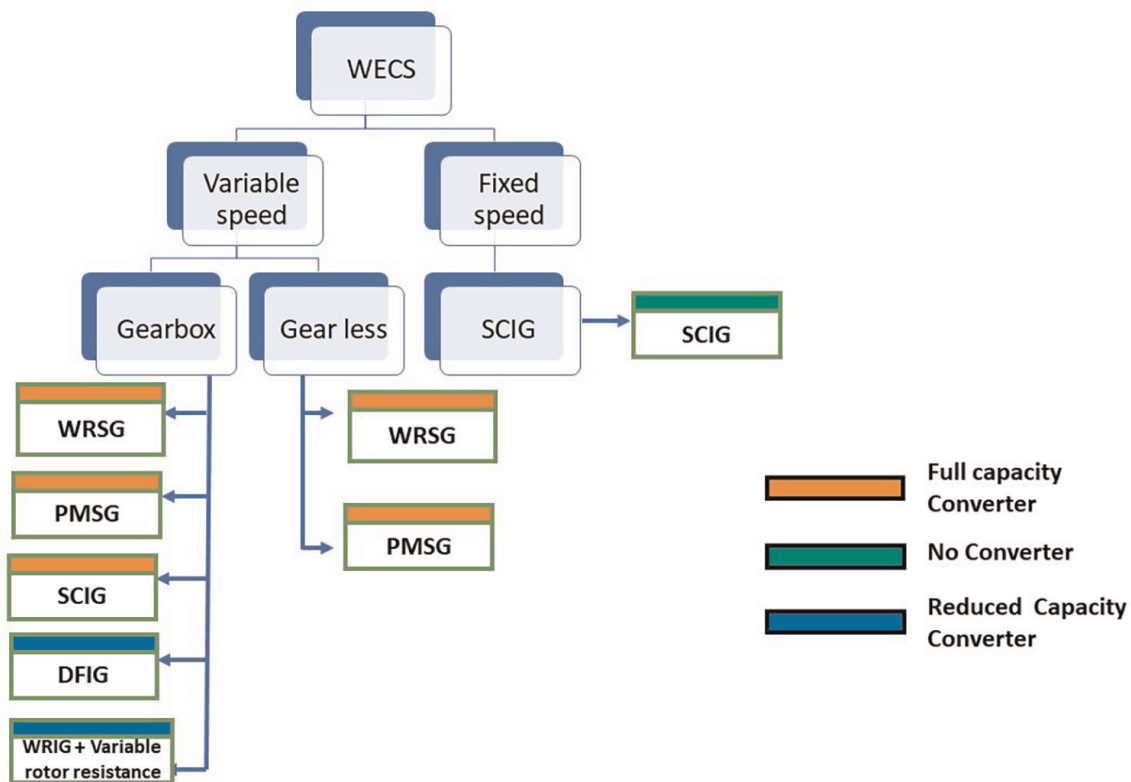 WECS
Variable
speed
Fixed
speed
Gearbox
Gear less
SCIG
SCIG
WRSG
PMSG
SCIG
DFIG
WRIG + Variable
rotor resistance
WRSG
PMSG
Full capacity
Converter
No Converter
Reduced Capacity
Converter